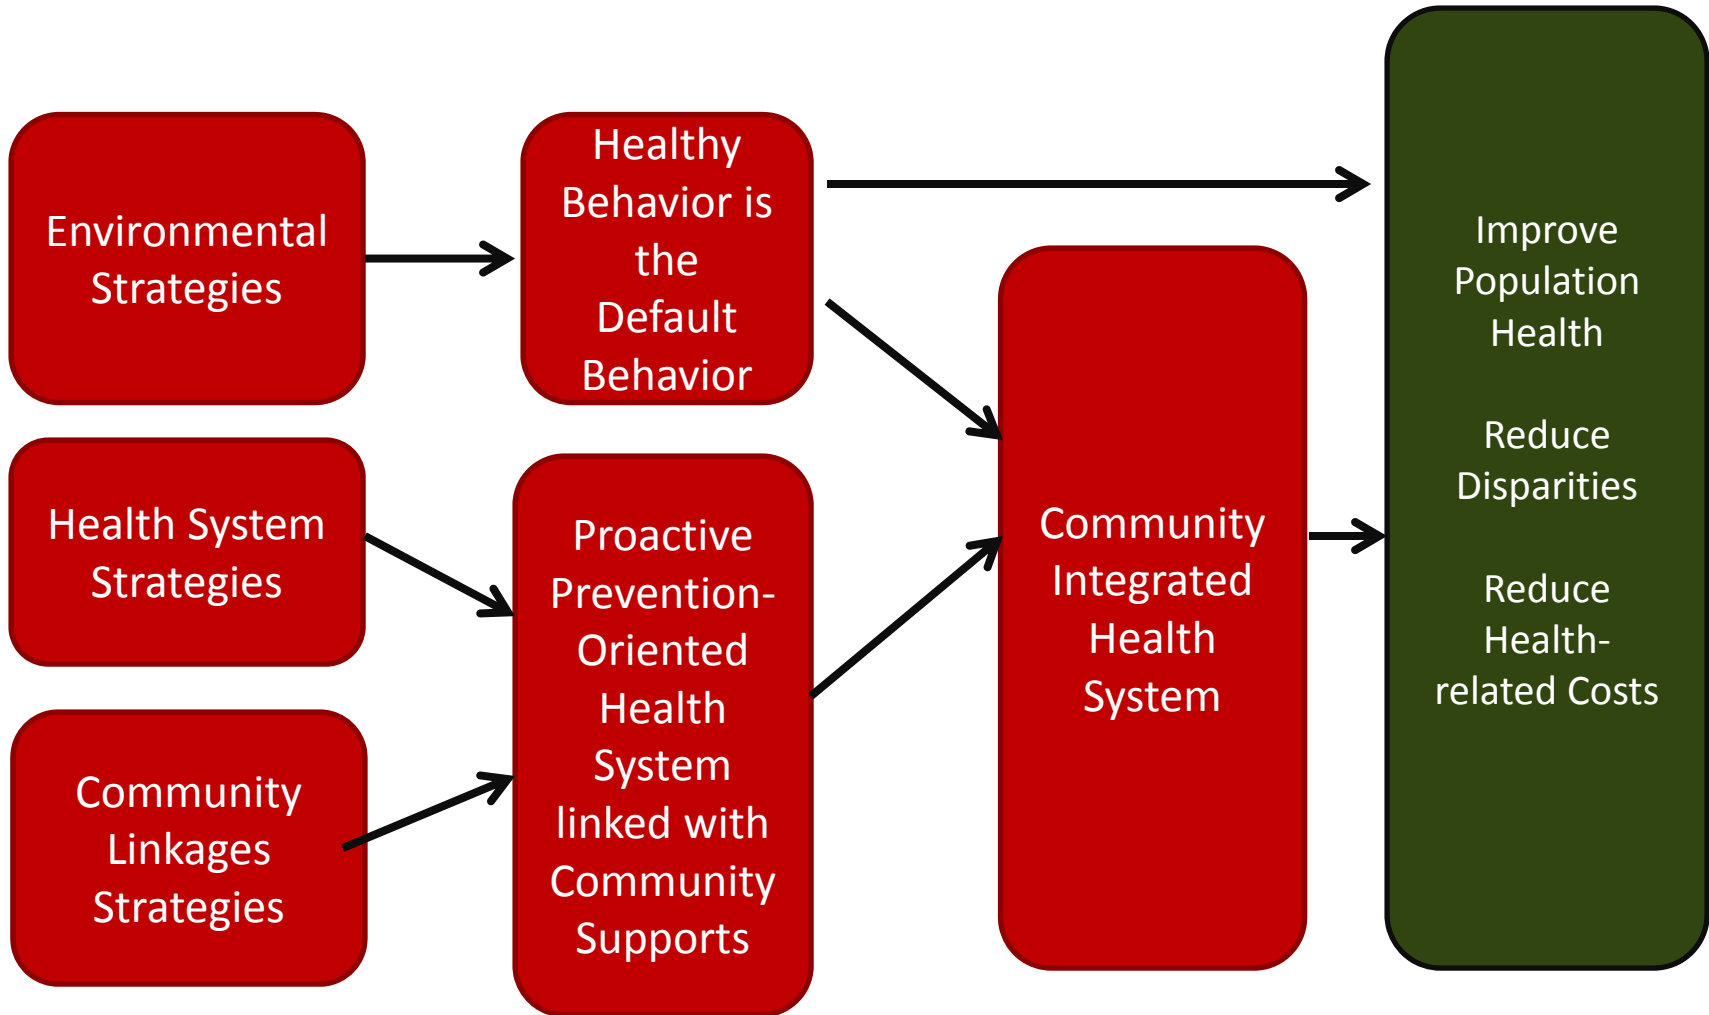 Environmental
Strategies
Healthy
Behavior is
the
Default
Behavior
Health System
Strategies
Community
Linkages
Strategies
Proactive
Prevention-
Oriented
Health
System
linked with
Community
Supports
Community
Integrated
Health
System
Improve
Population
Health
Reduce
Disparities
Reduce
Health-
related Costs